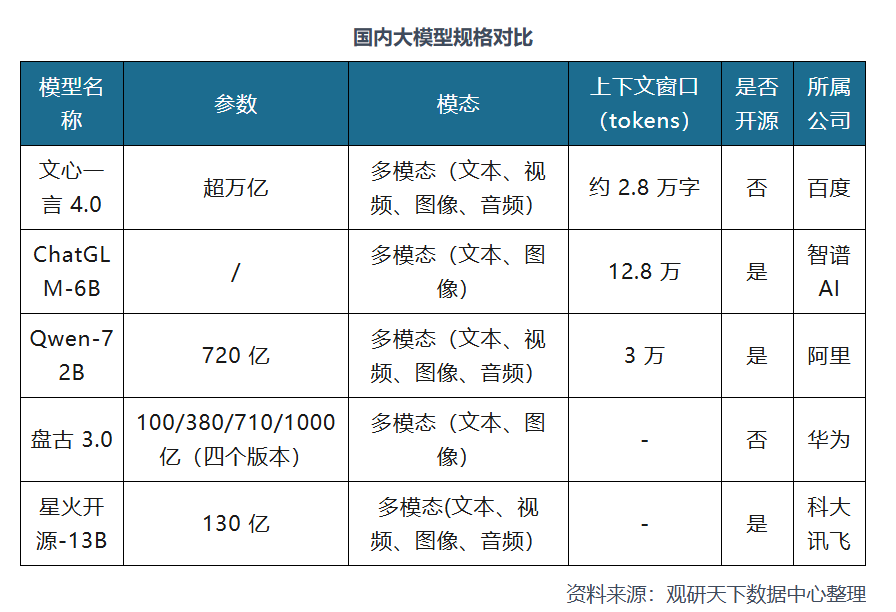 国内大模型规格对比
模型名
称
参数
模态
上下文窗口
（tokens）
是否
开源
所属
公司
文心一
言 4.0
超万亿
多模态（文本、视
频、图像、音频）
约 2.8 万字
否
百度
ChatGL
M-6B
/
多模态（文本、图
像）
12.8 万
是
智谱
AI
Qwen-7
2B
720 亿
多模态（文本、视
频、图像、音频）
3 万
是
阿里
盘古 3.0
100/380/710/1000
亿（四个版本）
多模态（文本、图
像）
-
否
华为
星火开
源-13B
130 亿
多模态(文本、视
频、图像、音频）
-
是
科大
讯飞
资料来源：观研天下数据中心整理